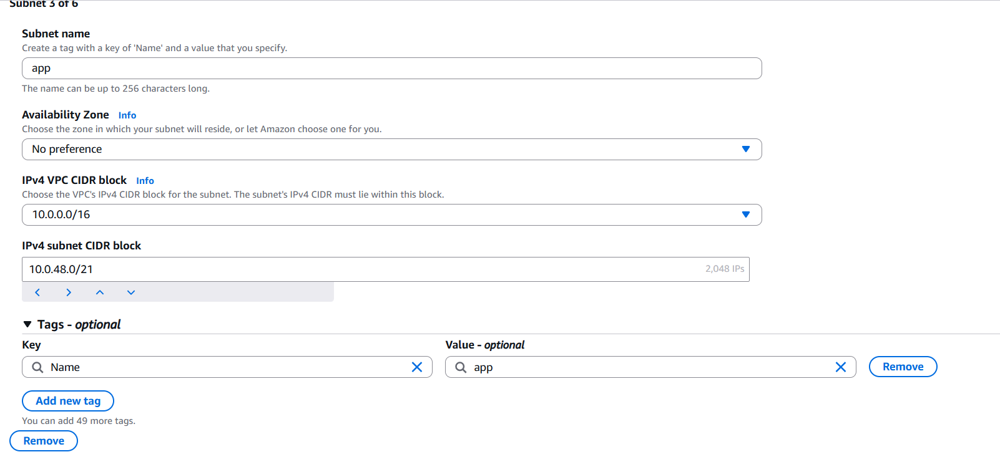 Subnet 3 of 6
Subnet name
Create a tag with a key of 'Name' and a value that you specify.
app
The name can be up to 256 characters long.
Availability Zone Info
Choose the zone in which your subnet will reside, or let Amazon choose one for you.
No preference
IPv4 VPC CIDR block Info
Choose the VPC's IPv4 CIDR block for the subnet. The subnet's IPv4 CIDR must lie within this block.
10.0.0.0/16
IPv4 subnet CIDR block
10.0.48.0/21 2,048 IPs
Tags - optional
Key Value - optional
Name app Remove
Add new tag
You can add 49 more tags.
Remove